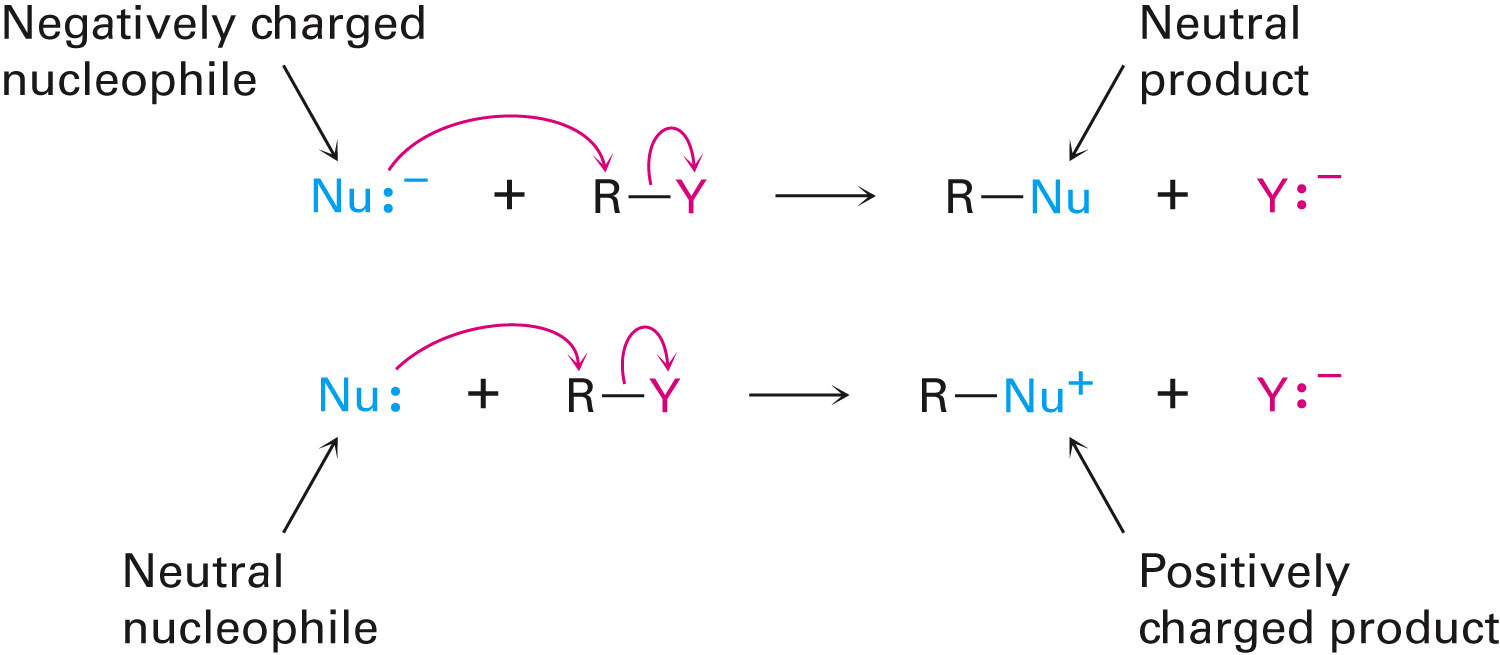 Negatively charged
nucleophile
Neutral
product
Nu:⁻ + R—Y ⟶ R—Nu + Y:⁻
Nu: + R—Y ⟶ R—Nu⁺ + Y:⁻
Neutral
nucleophile
Positively
charged product